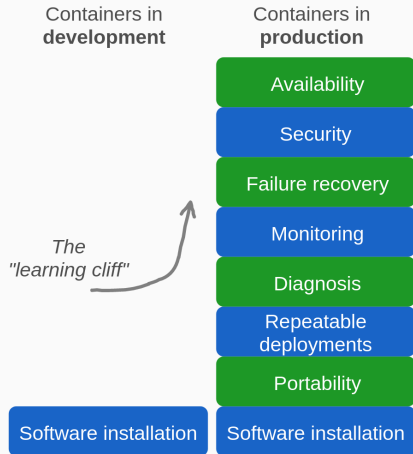 Containers in
development
Containers in
production
Availability
Security
Failure recovery
Monitoring
The
"learning cliff"
Diagnosis
Repeatable
deployments
Portability
Software installation
Software installation